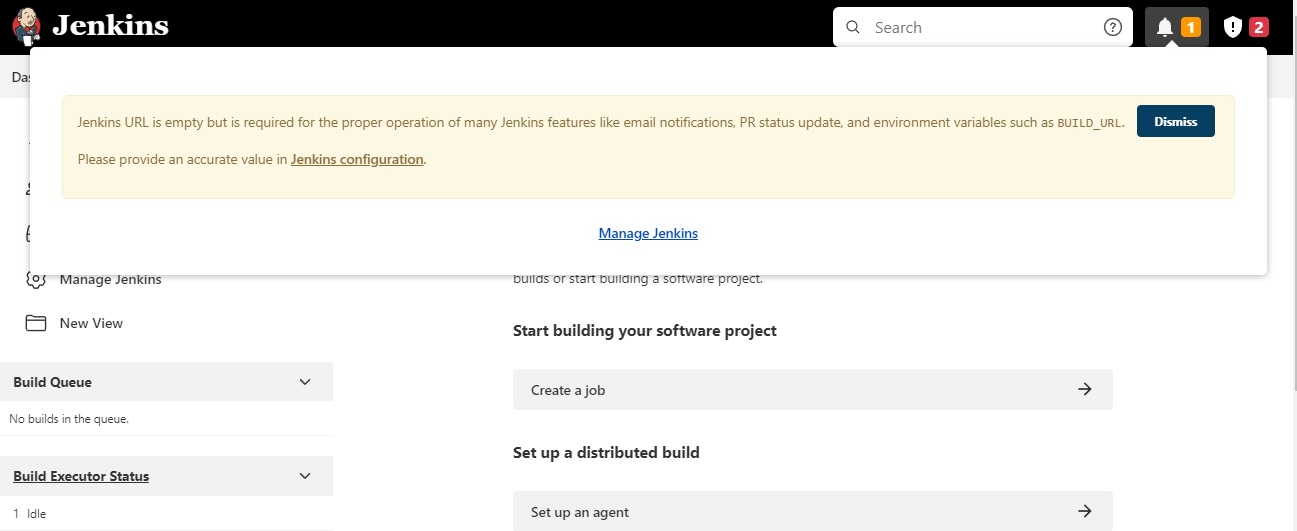 Jenkins
Search
1
2
Jenkins URL is empty but is required for the proper operation of many Jenkins features like email notifications, PR status update, and environment variables such as BUILD_URL.
Dismiss
Please provide an accurate value in Jenkins configuration.
Manage Jenkins
Manage Jenkins
builds or start building a software project.
New View
Start building your software project
Build Queue
Create a job
No builds in the queue.
Set up a distributed build
Build Executor Status
1 Idle
Set up an agent